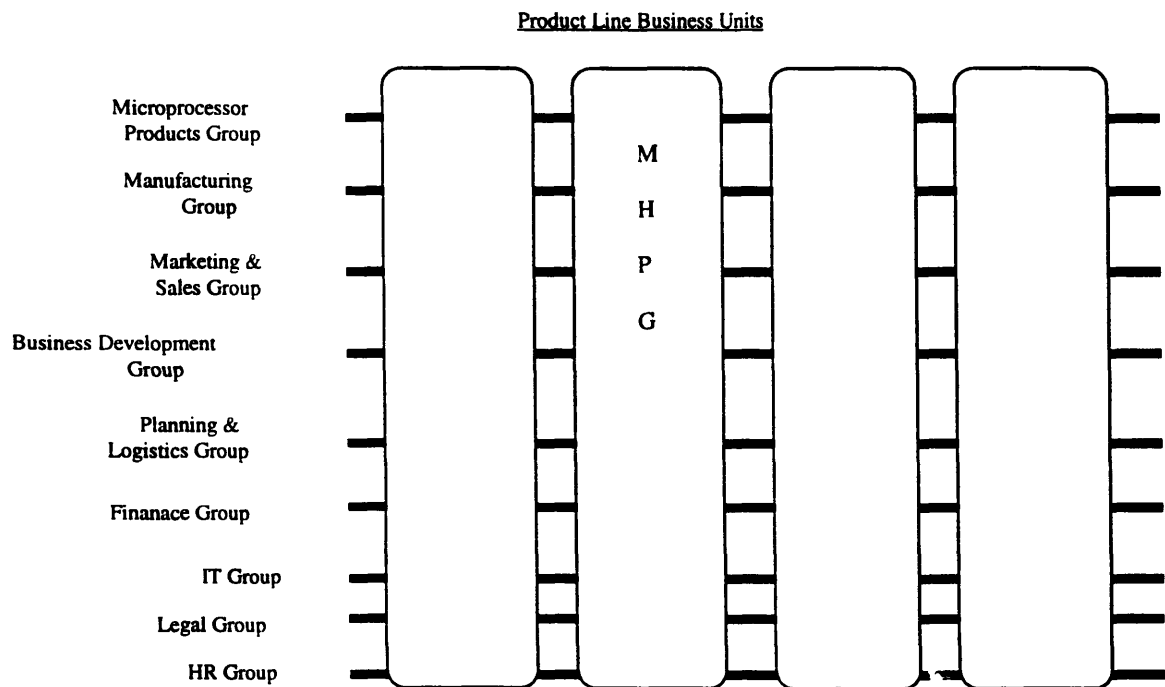 Product Line Business Units
Microprocessor
Products Group
M
Manufacturing
Group
H
Marketing &
Sales Group
P
G
Business Development
Group
Planning &
Logistics Group
Finanace Group
IT Group
Legal Group
HR Group